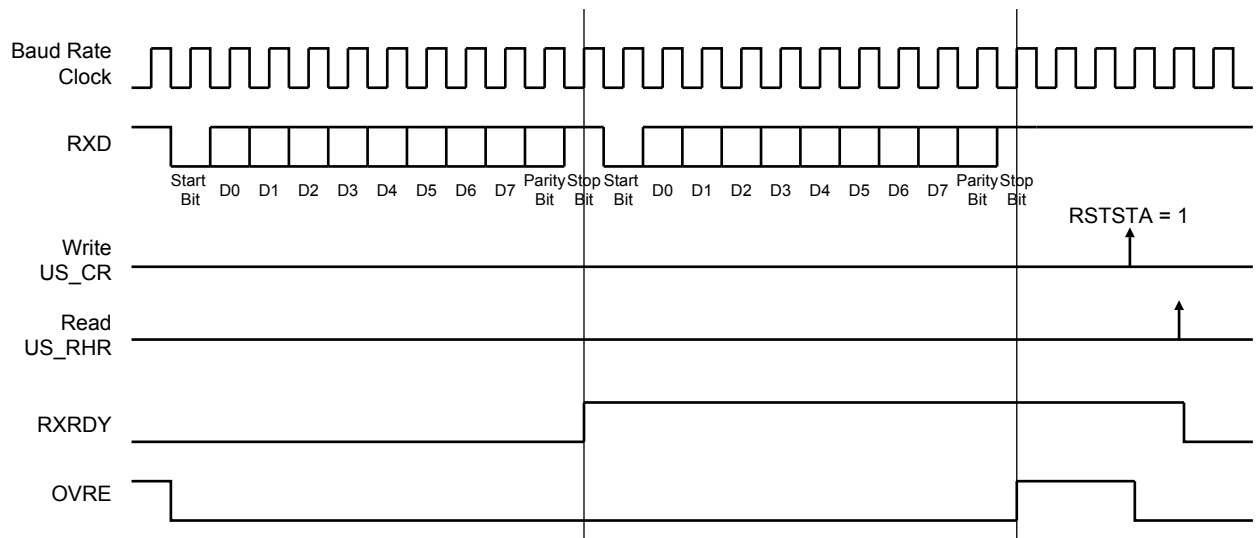 Baud Rate
Clock
RXD
Start
Bit
D0
D1
D2
D3
D4
D5
D6
D7
Parity
Bit
Stop
Bit
Start
Bit
D0
D1
D2
D3
D4
D5
D6
D7
Parity
Bit
Stop
Bit
RSTSTA = 1
Write
US_CR
Read
US_RHR
RXRDY
OVRE